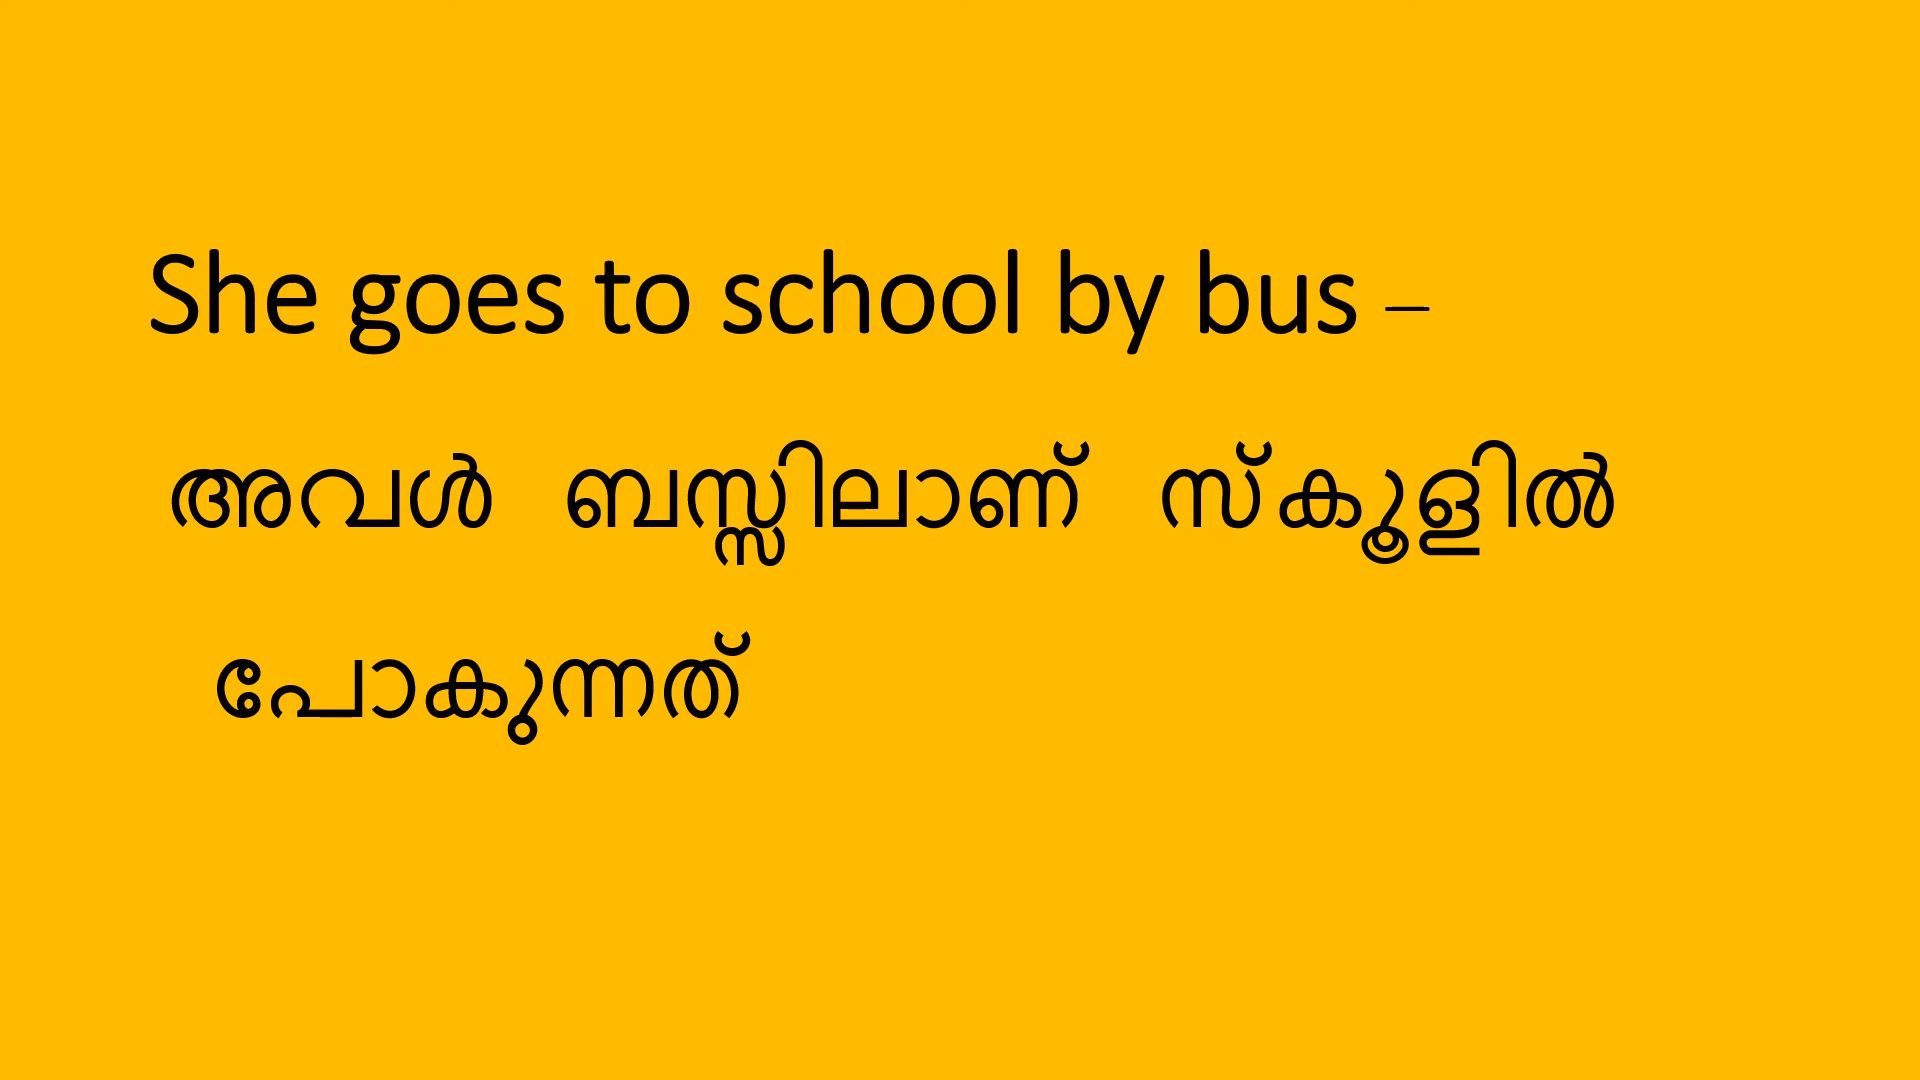 She goes to school by bus –
അവൾ ബസ്സിലാണ് സ്കൂളിൽ
പോകുന്നത്